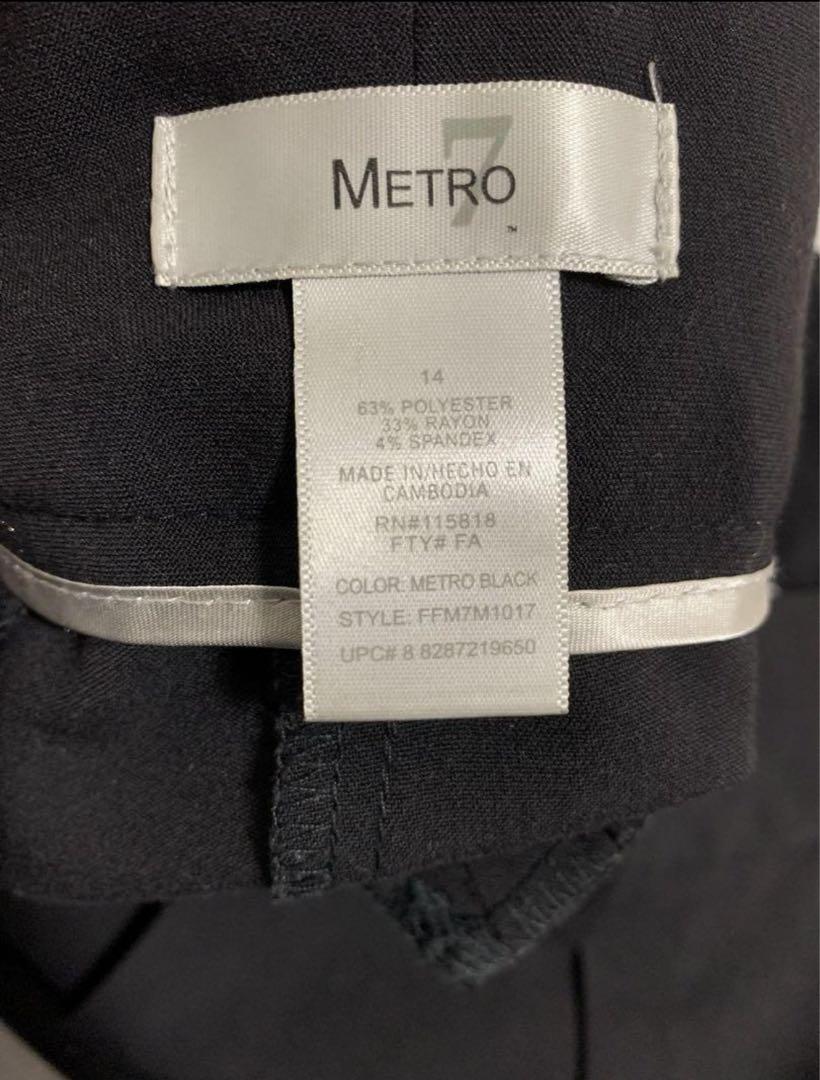 METRO 7 ™
14
63% POLYESTER
33% RAYON
4% SPANDEX
MADE IN/HECHO EN
CAMBODIA
RN#115818
FTY# FA
COLOR: METRO BLACK
STYLE: FFM7M1017
UPC# 8 8287219650